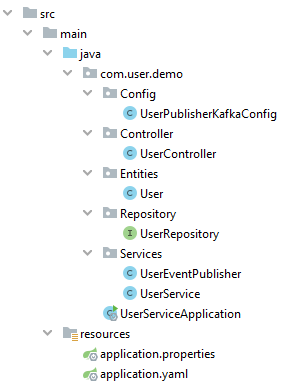 src
main
java
com.user.demo
Config
UserPublisherKafkaConfig
Controller
UserController
Entities
User
Repository
UserRepository
Services
UserEventPublisher
UserService
UserServiceApplication
resources
application.properties
application.yaml